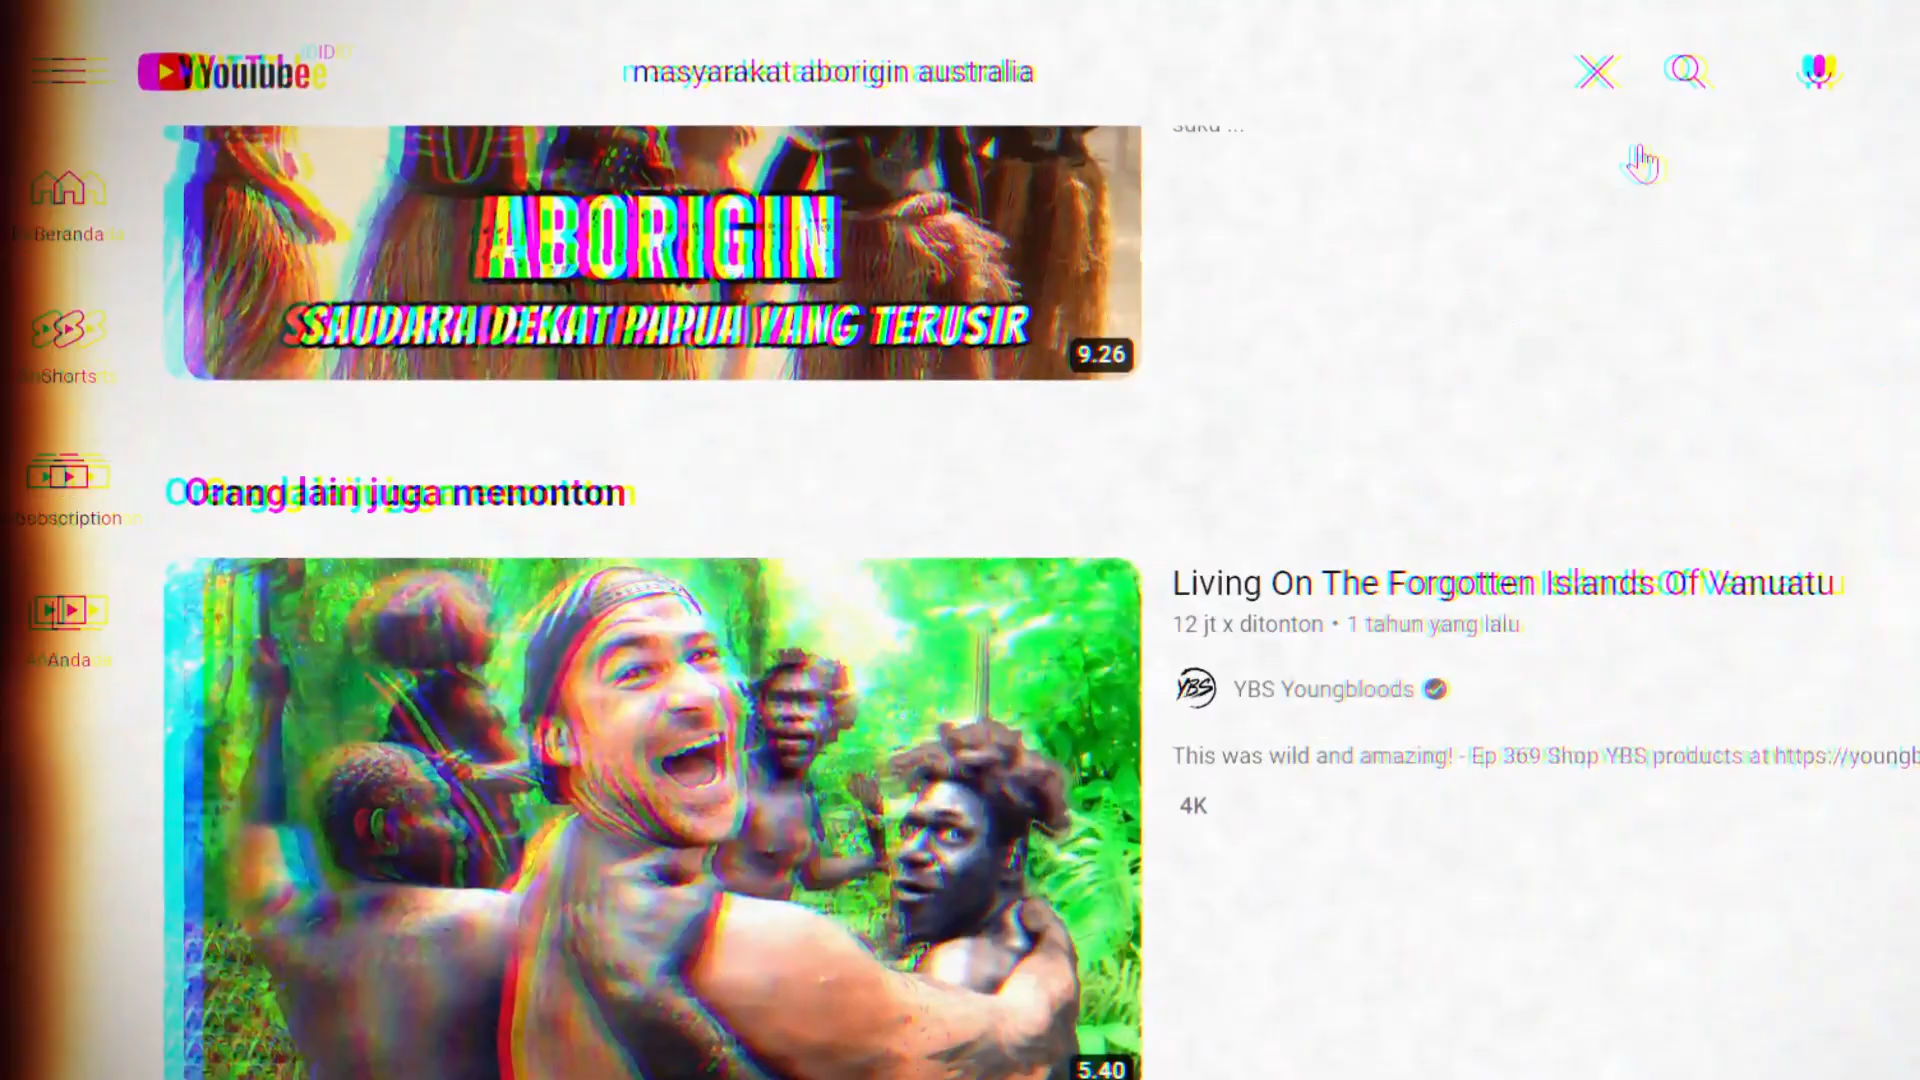 YouTube
ID
masyarakat aborigin australia
suku ...
Beranda
ABORIGIN
SAUDARA DEKAT PAPUA YANG TERUSIR
9.26
Shorts
Subscription
Orang lain juga menonton
Anda
Living On The Forgotten Islands Of Vanuatu
12 jt x ditonton • 1 tahun yang lalu
YBS YBS Youngbloods
This was wild and amazing! - Ep 369 Shop YBS products at https://youngb
4K
5.40